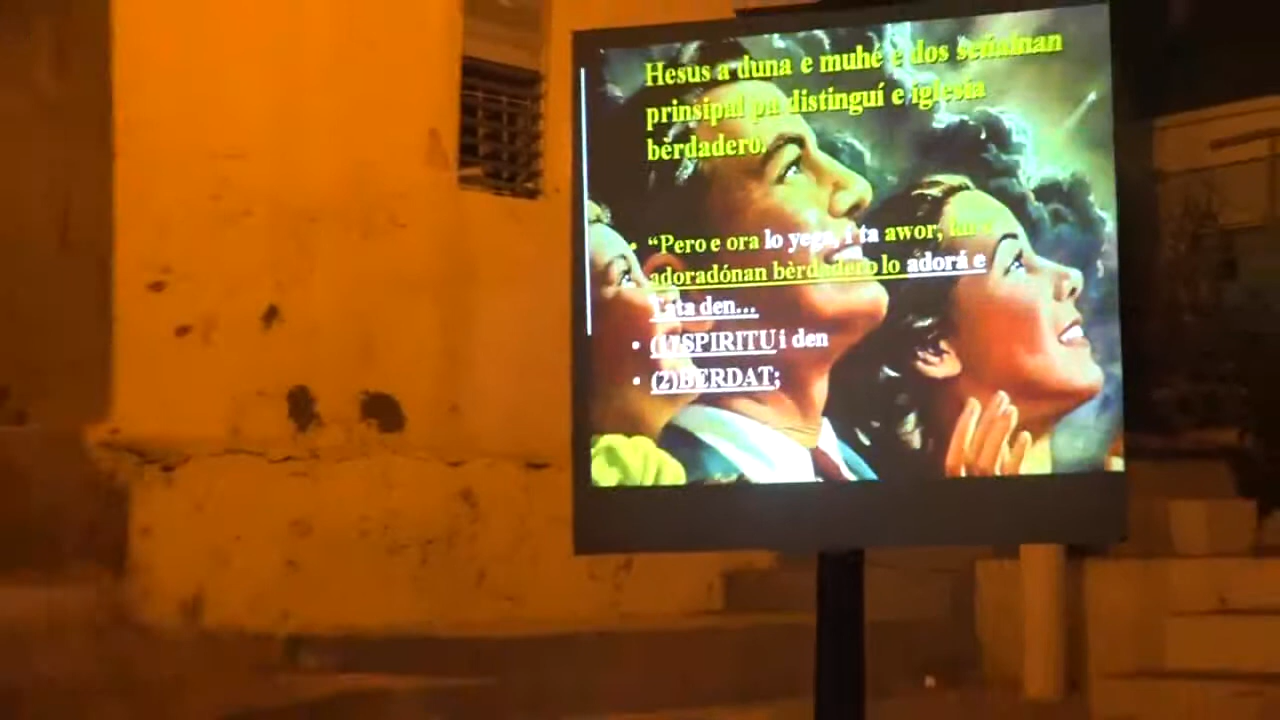 Hesus a duna e muhé e dos señalnan
prinsipal pa distinguí e iglesia
bèrdadero.
“Pero e ora lo yega, i ta awor,
adoradónan bèrdadero lo adorá e
Tata den...
(1)SPIRITU i den
(2)BERDAT;